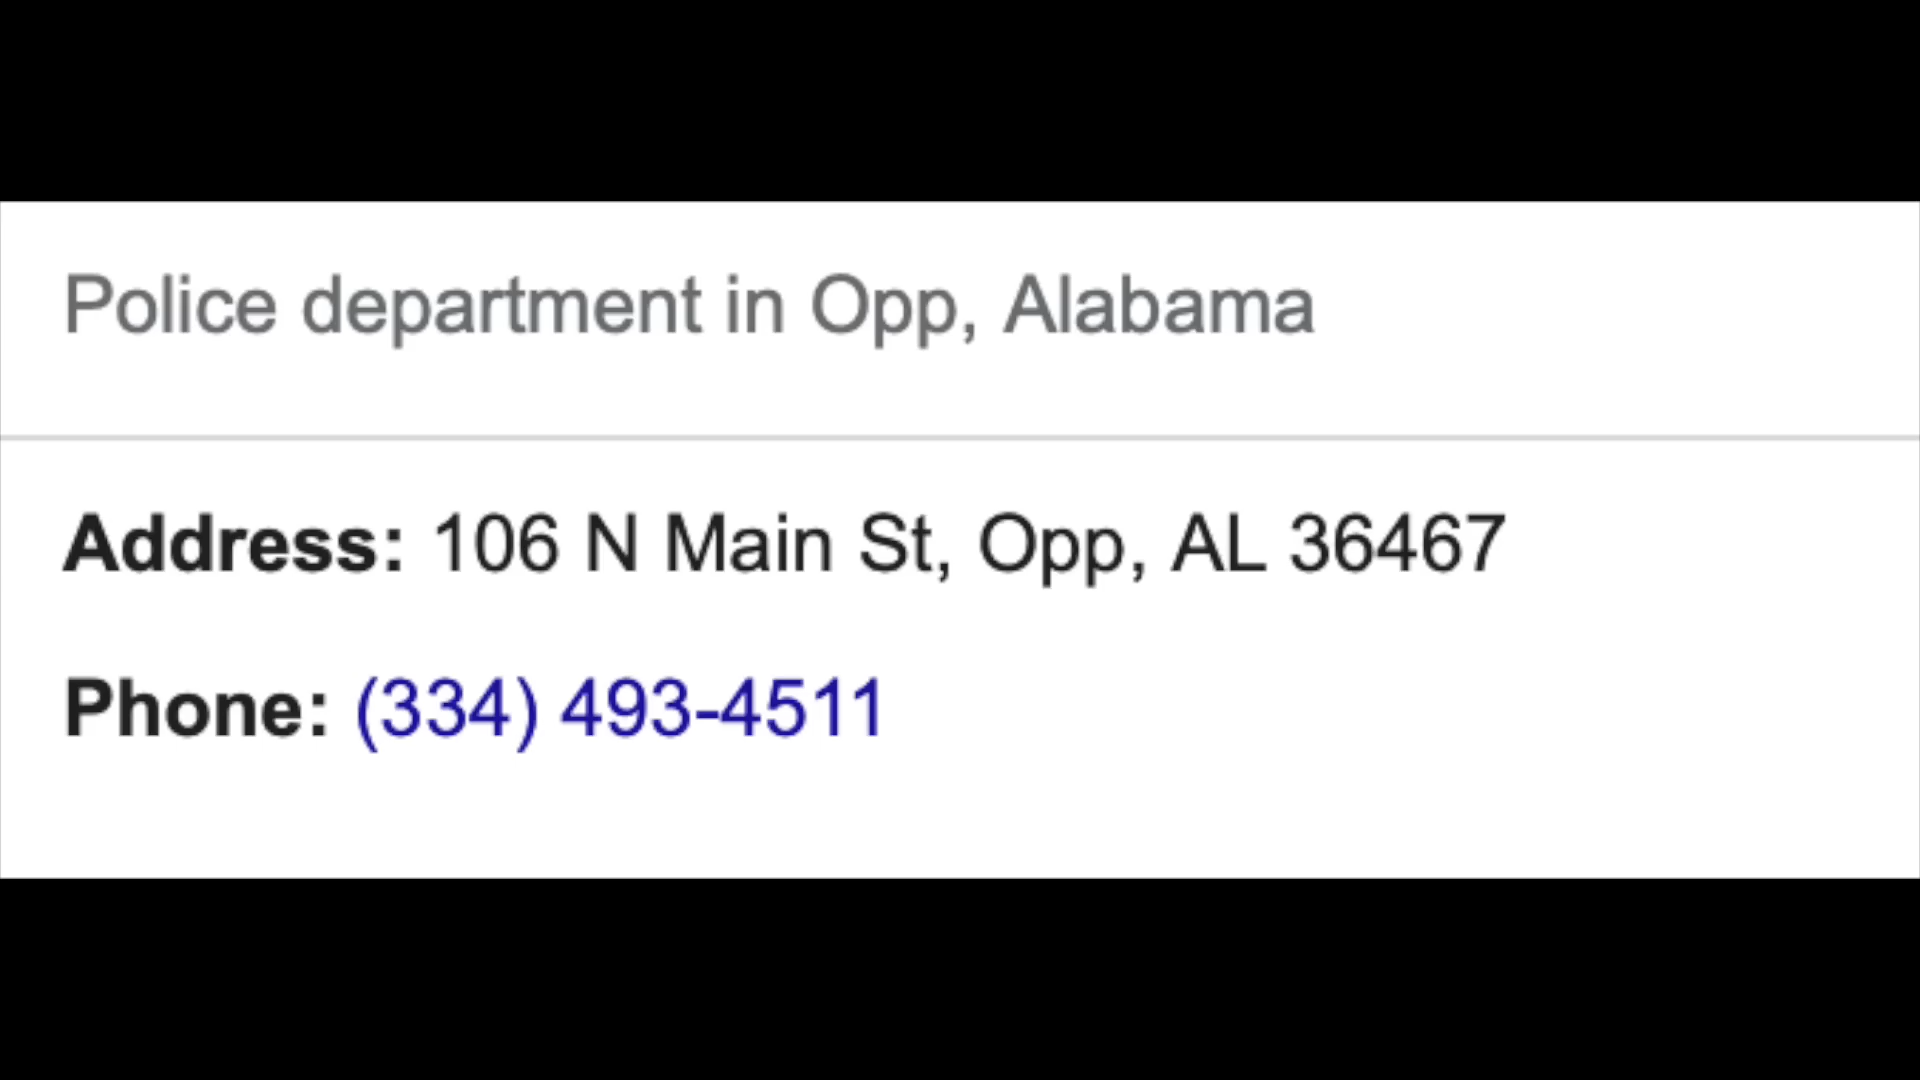 Police department in Opp, Alabama
Address: 106 N Main St, Opp, AL 36467
Phone: (334) 493-4511